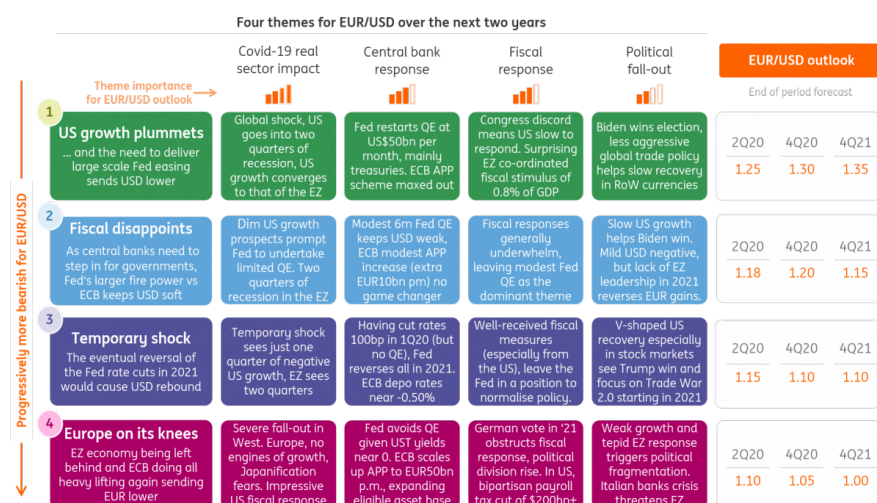 Four themes for EUR/USD over the next two years
Covid-19 real
sector impact
Central bank
response
Fiscal
response
Political
fall-out
EUR/USD outlook
Theme importance
for EUR/USD outlook
End of period forecast
Progressively more bearish for EUR/USD
1
US growth plummets
... and the need to deliver
large scale Fed easing
sends USD lower
Global shock, US
goes into two
quarters of
recession, US
growth converges
to that of the EZ
Fed restarts QE at
US$50bn per
month, mainly
treasuries. ECB APP
scheme maxed out
Congress discord
means US slow to
respond. Surprising
EZ co-ordinated
fiscal stimulus of
0.8% of GDP
Biden wins election,
less aggressive
global trade policy
helps slow recovery
in RoW currencies
2Q20 4Q20 4Q21
1.25 1.30 1.35
2
Fiscal disappoints
As central banks need to
step in for governments,
Fed's larger fire power vs
ECB keeps USD soft
Dim US growth
prospects prompt
Fed to undertake
limited QE. Two
quarters of
recession in the EZ
Modest 6m Fed QE
keeps USD weak,
ECB modest APP
increase (extra
EUR10bn pm) no
game changer
Fiscal responses
generally
underwhelm,
leaving modest Fed
QE as the
dominant theme
Slow US growth
helps Biden win.
Mild USD negative,
but lack of EZ
leadership in 2021
reverses EUR gains.
2Q20 4Q20 4Q21
1.18 1.20 1.15
3
Temporary shock
The eventual reversal of
the Fed rate cuts in 2021
would cause USD rebound
Temporary shock
sees just one
quarter of negative
US growth, EZ sees
two quarters
Having cut rates
100bp in 1Q20 (but
no QE), Fed
reverses all in 2021.
ECB depo rates
near -0.50%
Well-received fiscal
measures
(especially from
the US), leave the
Fed in a position to
normalise policy.
V-shaped US
recovery especially
in stock markets
see Trump win and
focus on Trade War
2.0 starting in 2021
2Q20 4Q20 4Q21
1.15 1.10 1.10
4
Europe on its knees
EZ economy being left
behind and ECB doing all
heavy lifting again sending
EUR lower
Severe fall-out in
West. Europe, no
engines of growth,
Japanification
fears. Impressive
US fiscal response
Fed avoids QE
given UST yields
near 0. ECB scales
up APP to EUR50bn
p.m., expanding
eligible asset base
German vote in '21
obstructs fiscal
response, political
division rise. In US,
bipartisan payroll
tax cut of $200bn+
Weak growth and
tepid EZ response
triggers political
fragmentation.
Italian banks crisis
threatens EZ
2Q20 4Q20 4Q21
1.10 1.05 1.00